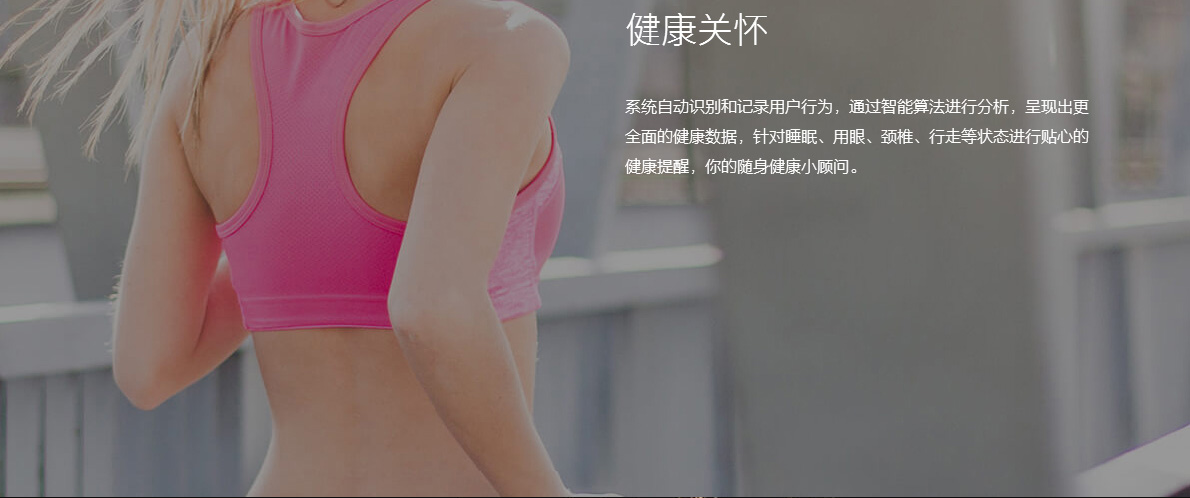 健康关怀
系统自动识别和记录用户行为，通过智能算法进行分析，呈现出更
全面的健康数据，针对睡眠、用眼、颈椎、行走等状态进行贴心的
健康提醒，你的随身健康小顾问。